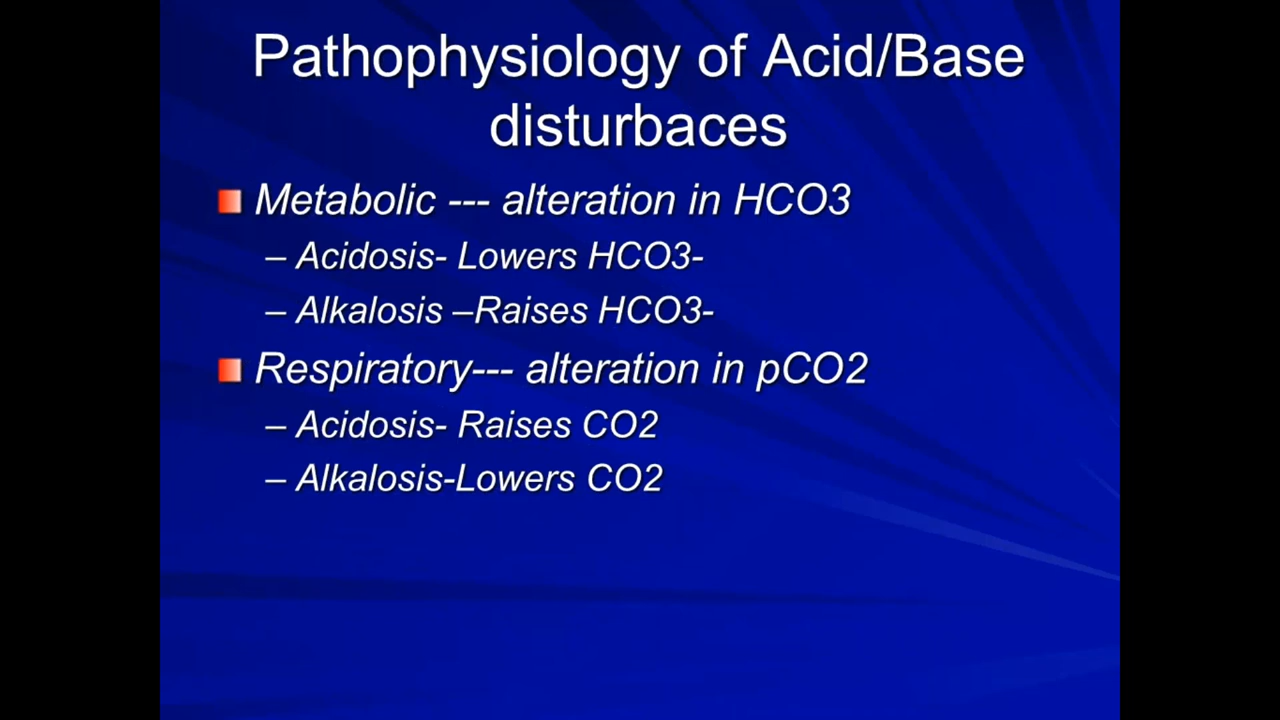 Pathophysiology of Acid/Base
disturbaces
Metabolic --- alteration in HCO3
– Acidosis- Lowers HCO3-
– Alkalosis –Raises HCO3-
Respiratory--- alteration in pCO2
– Acidosis- Raises CO2
– Alkalosis-Lowers CO2